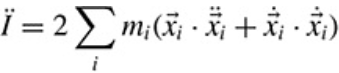 Ï = 2 ∑ᵢ mᵢ(x⃗ᵢ · ẍ⃗ᵢ + ẋ⃗ᵢ · ẋ⃗ᵢ)